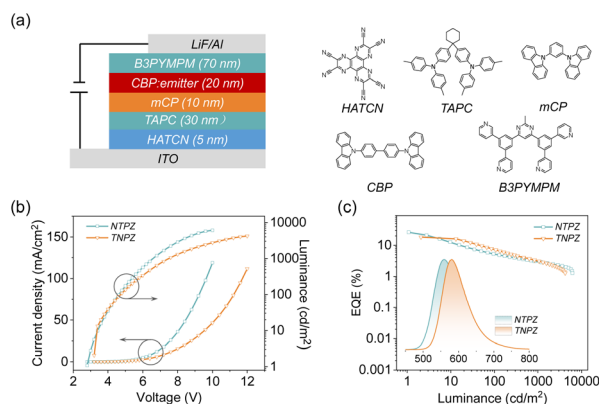 (a)
LiF/Al
B3PYMPM (70 nm)
CBP:emitter (20 nm)
mCP (10 nm)
TAPC (30 nm）
HATCN (5 nm)
ITO
HATCN
TAPC
mCP
CBP
B3PYMPM
(b)
NTPZ
TNPZ
Current density (mA/cm²)
150
100
50
0
Luminance (cd/m²)
10000
1000
100
10
1
0 2 4 6 8 10 12
Voltage (V)
(c)
NTPZ
TNPZ
EQE (%)
100
10
1
0.1
0.01
0.001
NTPZ
TNPZ
500 600 700 800
1 10 100 1000 10000
Luminance (cd/m²)